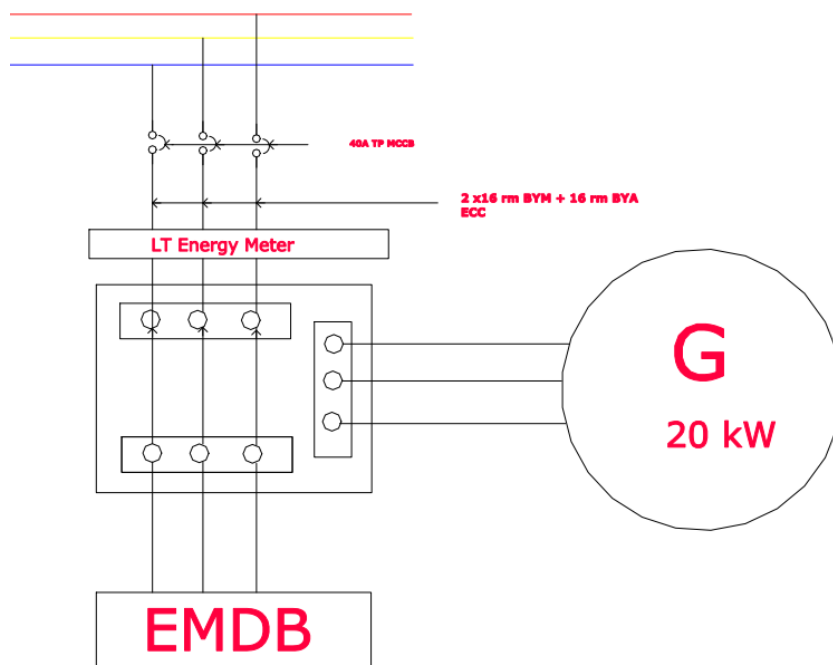 40A TP MCCB
2 x16 rm BYM + 16 rm BYA
ECC
LT Energy Meter
G
20 kW
EMDB